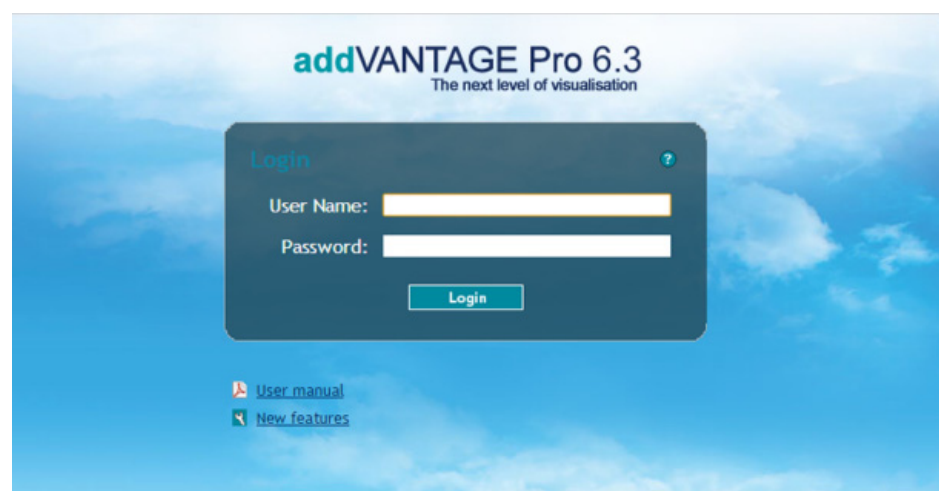 addVANTAGE Pro 6.3
The next level of visualisation
Login
?
User Name:
Password:
Login
User manual
New features